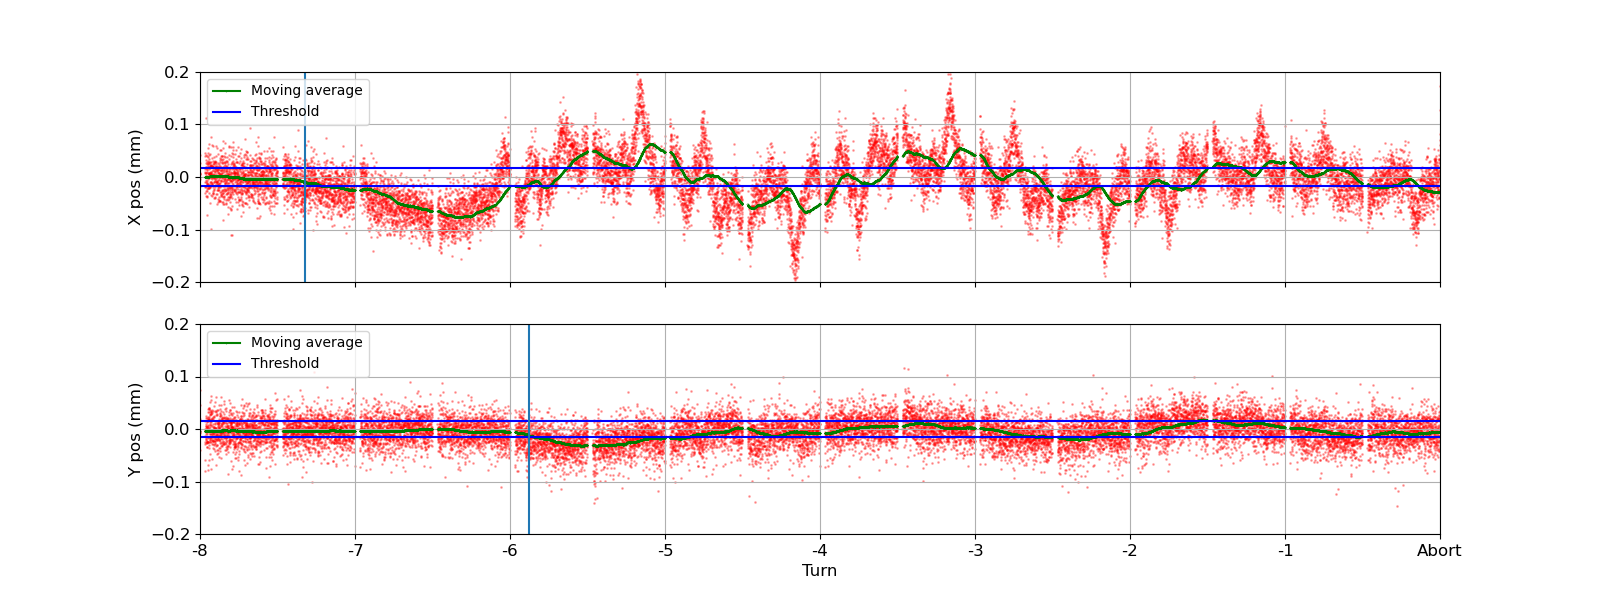 0.2
0.1
0.0
−0.1
−0.2
X pos (mm)
Moving average
Threshold
0.2
0.1
0.0
−0.1
−0.2
Y pos (mm)
Moving average
Threshold
-8 -7 -6 -5 -4 -3 -2 -1 Abort
Turn